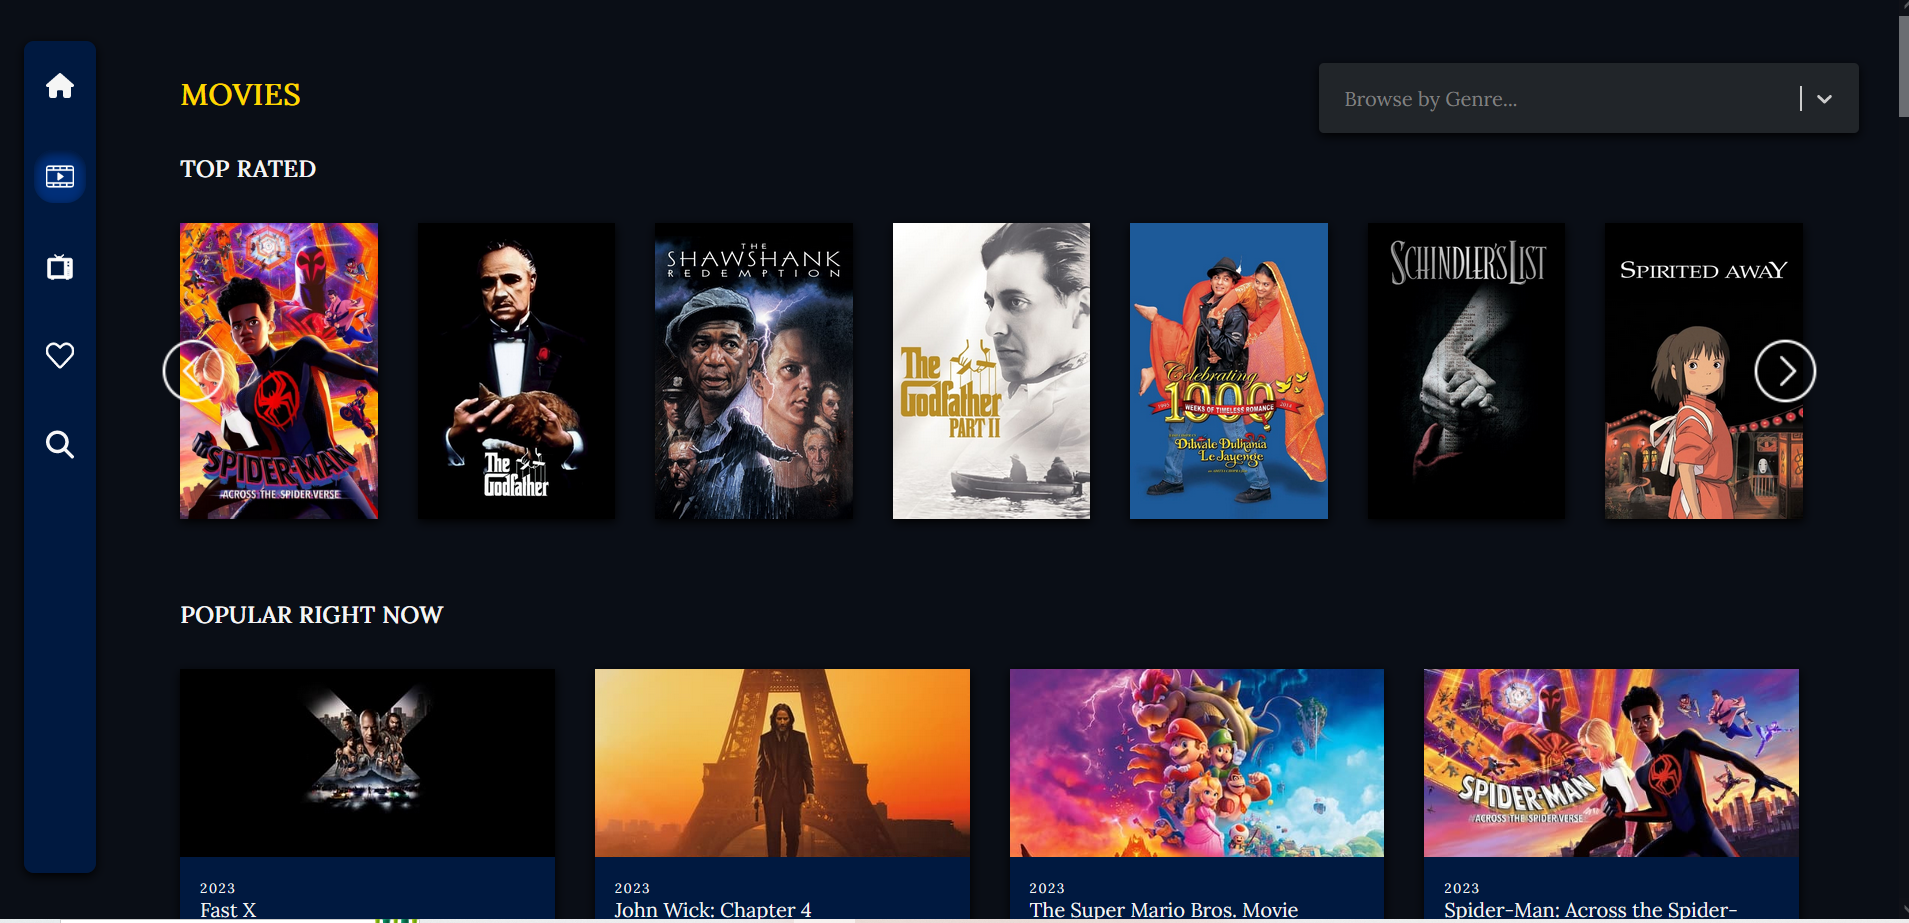 MOVIES
Browse by Genre...
TOP RATED
SPIDER-MAN
ACROSS THE SPIDER-VERSE
The
Godfather
THE
SHAWSHANK
REDEMPTION
The
Godfather
PART II
Celebrating
1000
1995 WEEKS OF TIMELESS ROMANCE 2014
Dilwale Dulhania
Le Jayenge
SCHINDLER'S LIST
SPIRITED AWAY
POPULAR RIGHT NOW
SPIDER-MAN
ACROSS THE SPIDER-VERSE
2023
Fast X
2023
John Wick: Chapter 4
2023
The Super Mario Bros. Movie
2023
Spider-Man: Across the Spider-